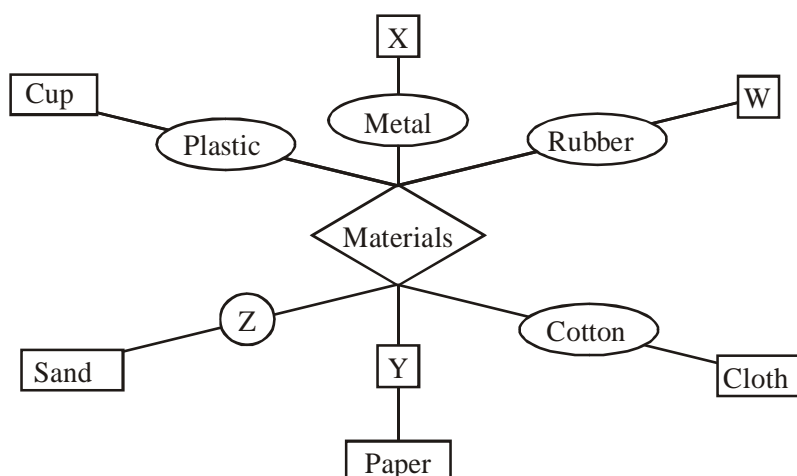 X
Cup
W
Metal
Plastic
Rubber
Materials
Z
Cotton
Sand
Y
Cloth
Paper